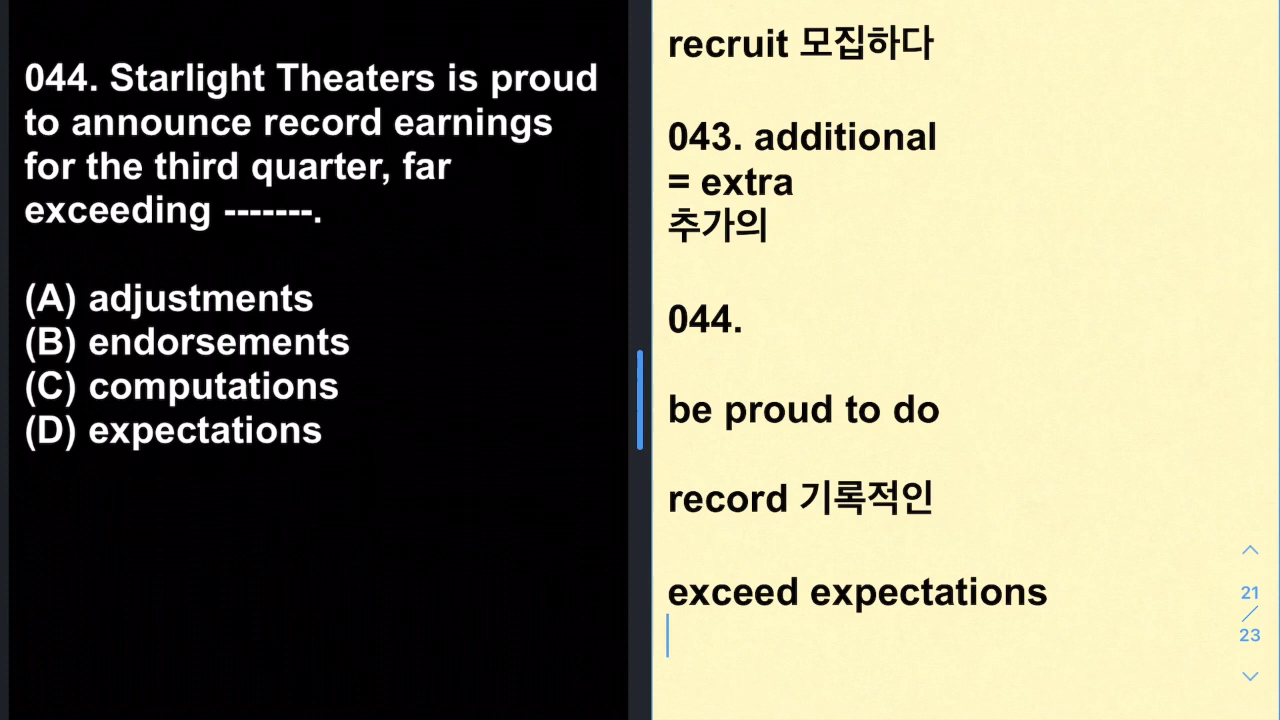 044. Starlight Theaters is proud
to announce record earnings
for the third quarter, far
exceeding -------.
(A) adjustments
(B) endorsements
(C) computations
(D) expectations
recruit 모집하다
043. additional
= extra
추가의
044.
be proud to do
record 기록적인
exceed expectations
21
/
23